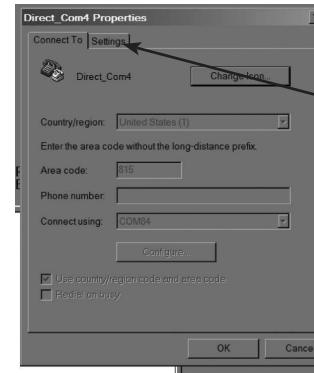 Direct_Com4 Properties
Connect To Settings
Direct_Com4
Change Icon...
Country/region: United States (1)
Enter the area code without the long-distance prefix.
Area code: 815
Phone number:
Connect using: COM84
Configure...
Use country/region code and area code
Redial on busy
OK Cance